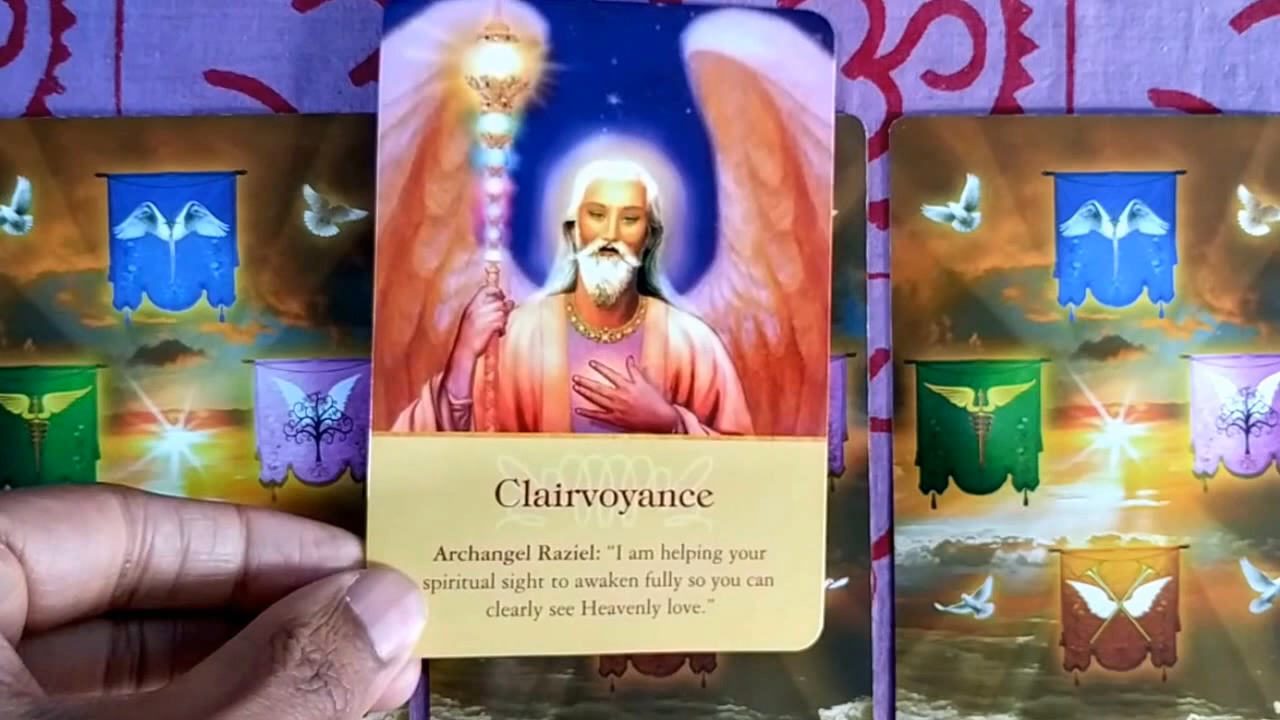 Clairvoyance
Archangel Raziel: “I am helping your
spiritual sight to awaken fully so you can
clearly see Heavenly love.”